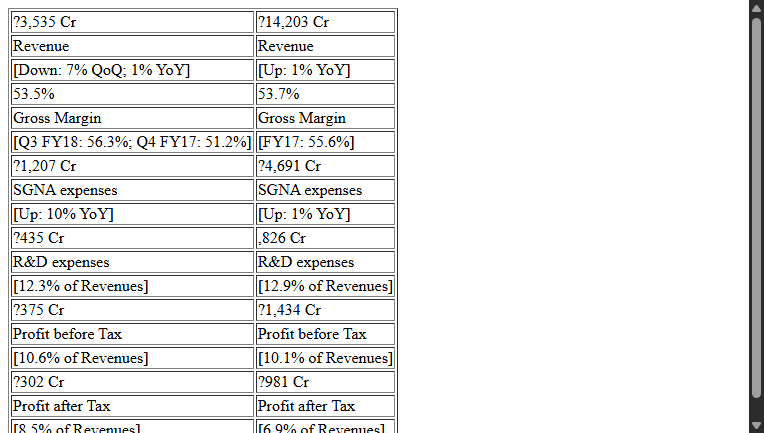 ?3,535 Cr ?14,203 Cr
Revenue Revenue
[Down: 7% QoQ; 1% YoY] [Up: 1% YoY]
53.5% 53.7%
Gross Margin Gross Margin
[Q3 FY18: 56.3%; Q4 FY17: 51.2%] [FY17: 55.6%]
?1,207 Cr ?4,691 Cr
SGNA expenses SGNA expenses
[Up: 10% YoY] [Up: 1% YoY]
?435 Cr ,826 Cr
R&D expenses R&D expenses
[12.3% of Revenues] [12.9% of Revenues]
?375 Cr ?1,434 Cr
Profit before Tax Profit before Tax
[10.6% of Revenues] [10.1% of Revenues]
?302 Cr ?981 Cr
Profit after Tax Profit after Tax
[8.5% of Revenues] [6.9% of Revenues]